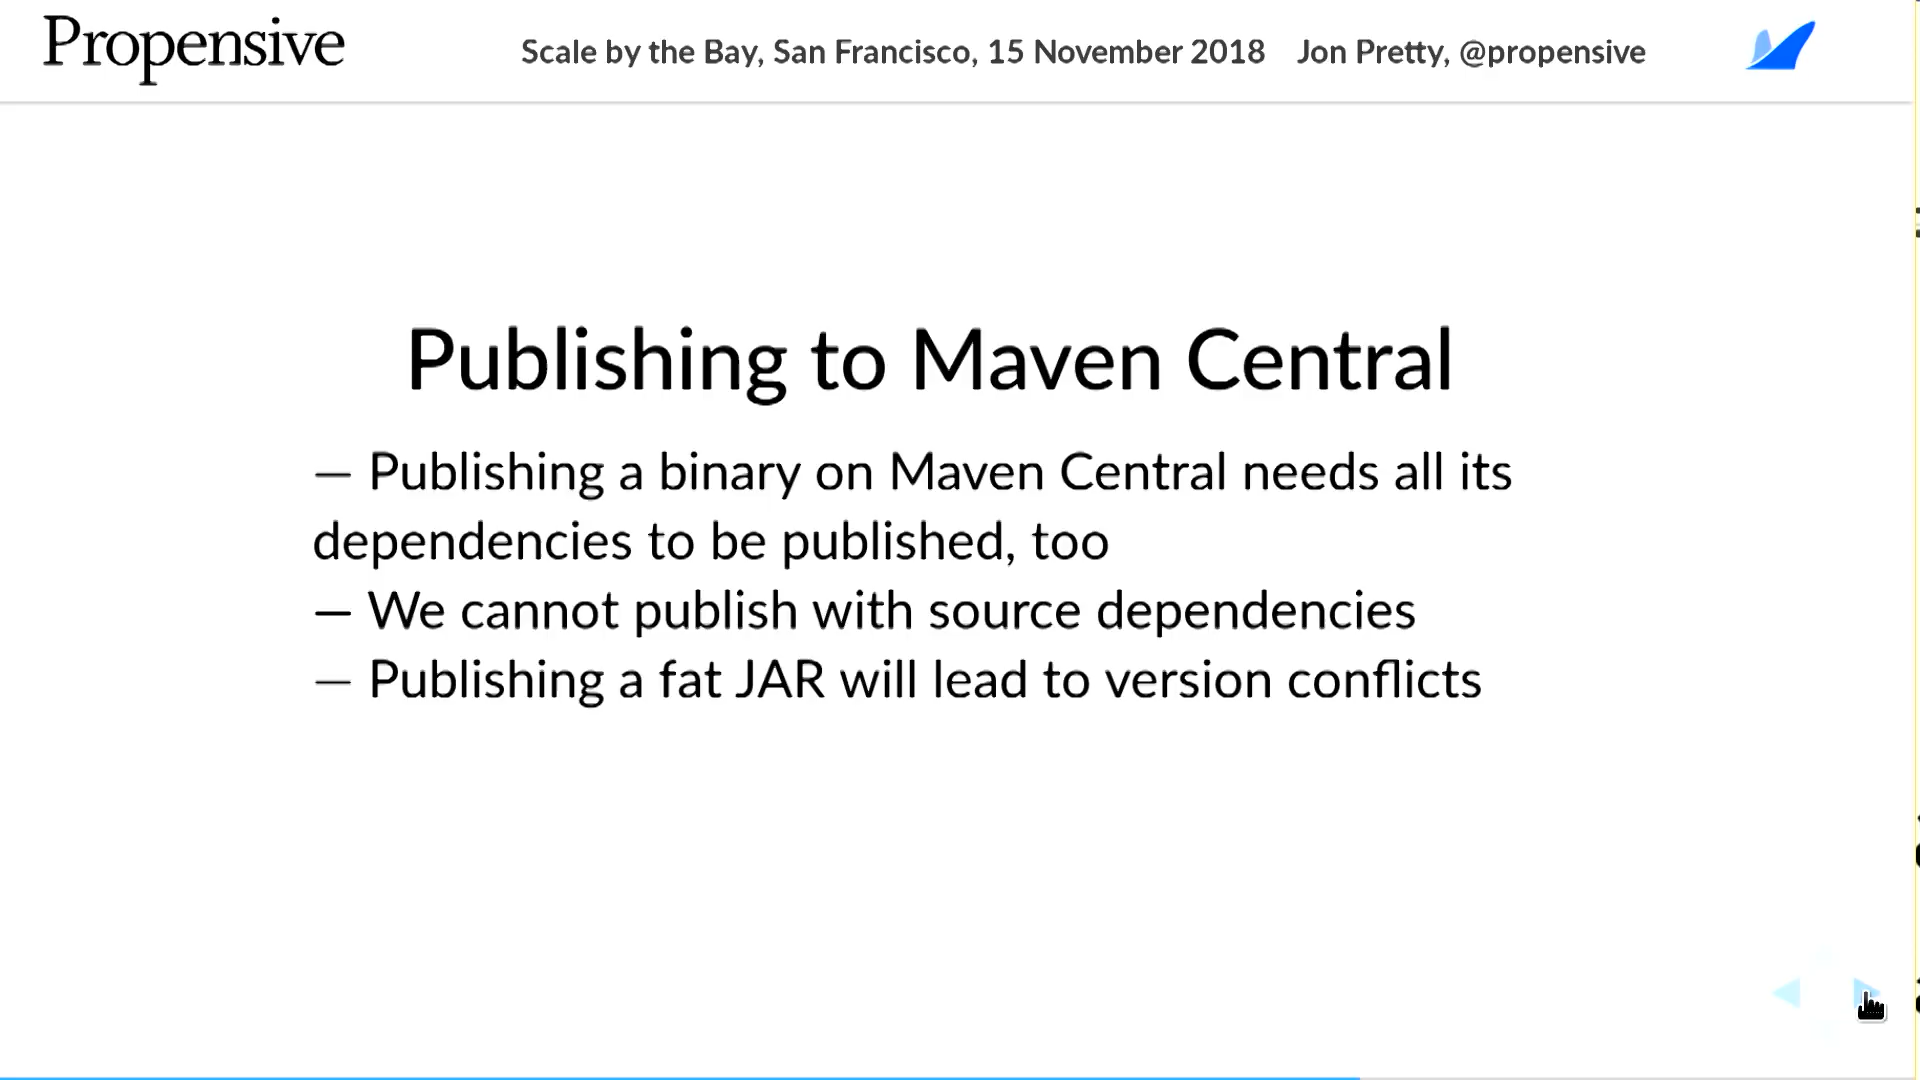 Propensive
Scale by the Bay, San Francisco, 15 November 2018 Jon Pretty, @propensive
Publishing to Maven Central
— Publishing a binary on Maven Central needs all its
dependencies to be published, too
— We cannot publish with source dependencies
— Publishing a fat JAR will lead to version conflicts